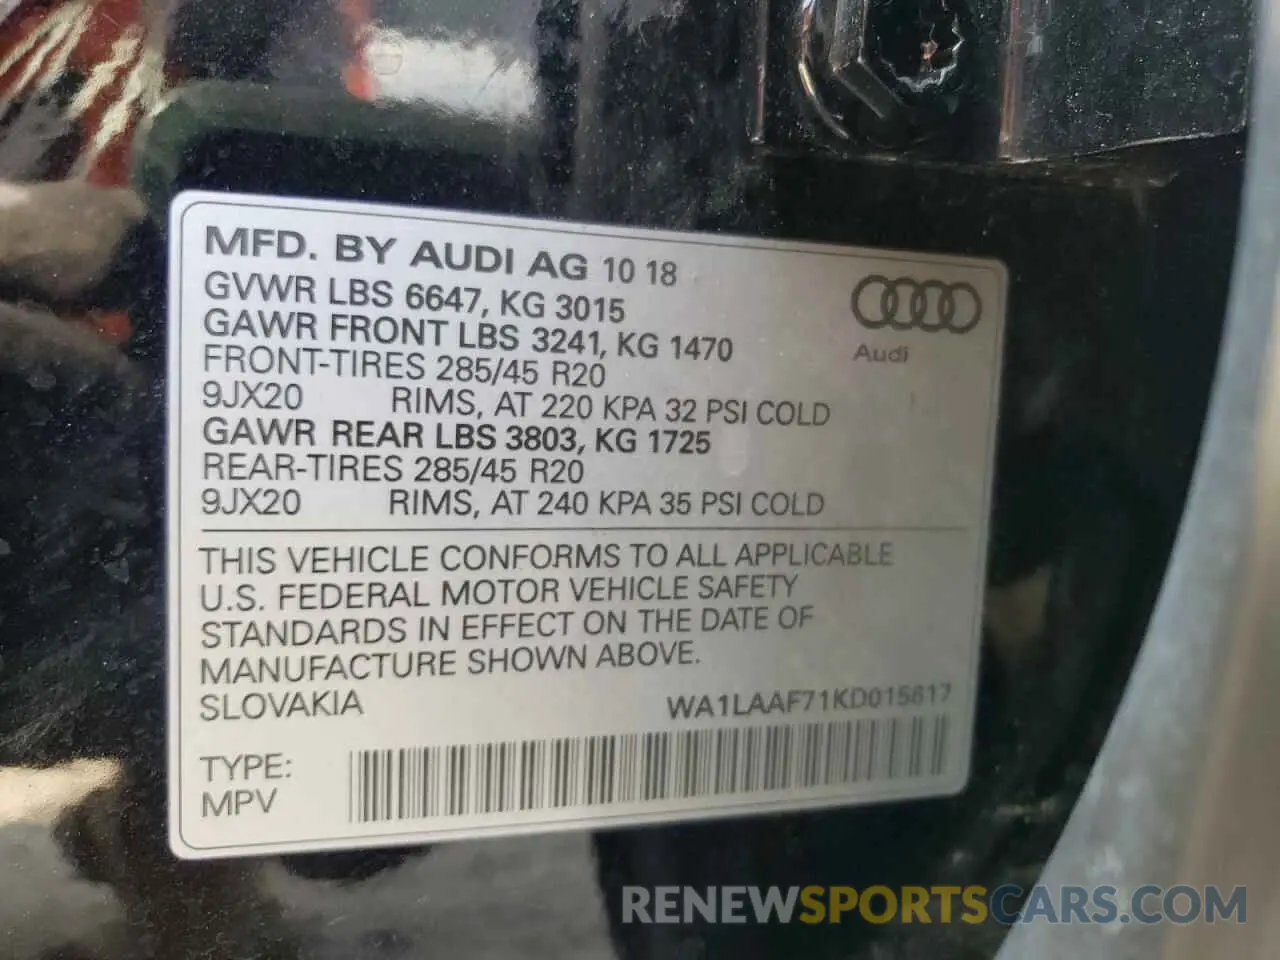 MFD. BY AUDI AG 10 18
GVWR LBS 6647, KG 3015
GAWR FRONT LBS 3241, KG 1470
FRONT-TIRES 285/45 R20
9JX20 RIMS, AT 220 KPA 32 PSI COLD
GAWR REAR LBS 3803, KG 1725
REAR-TIRES 285/45 R20
9JX20 RIMS, AT 240 KPA 35 PSI COLD
Audi
THIS VEHICLE CONFORMS TO ALL APPLICABLE
U.S. FEDERAL MOTOR VEHICLE SAFETY
STANDARDS IN EFFECT ON THE DATE OF
MANUFACTURE SHOWN ABOVE.
SLOVAKIA WA1LAAF71KD015617
TYPE:
MPV
RENEWSPORTSCARS.COM